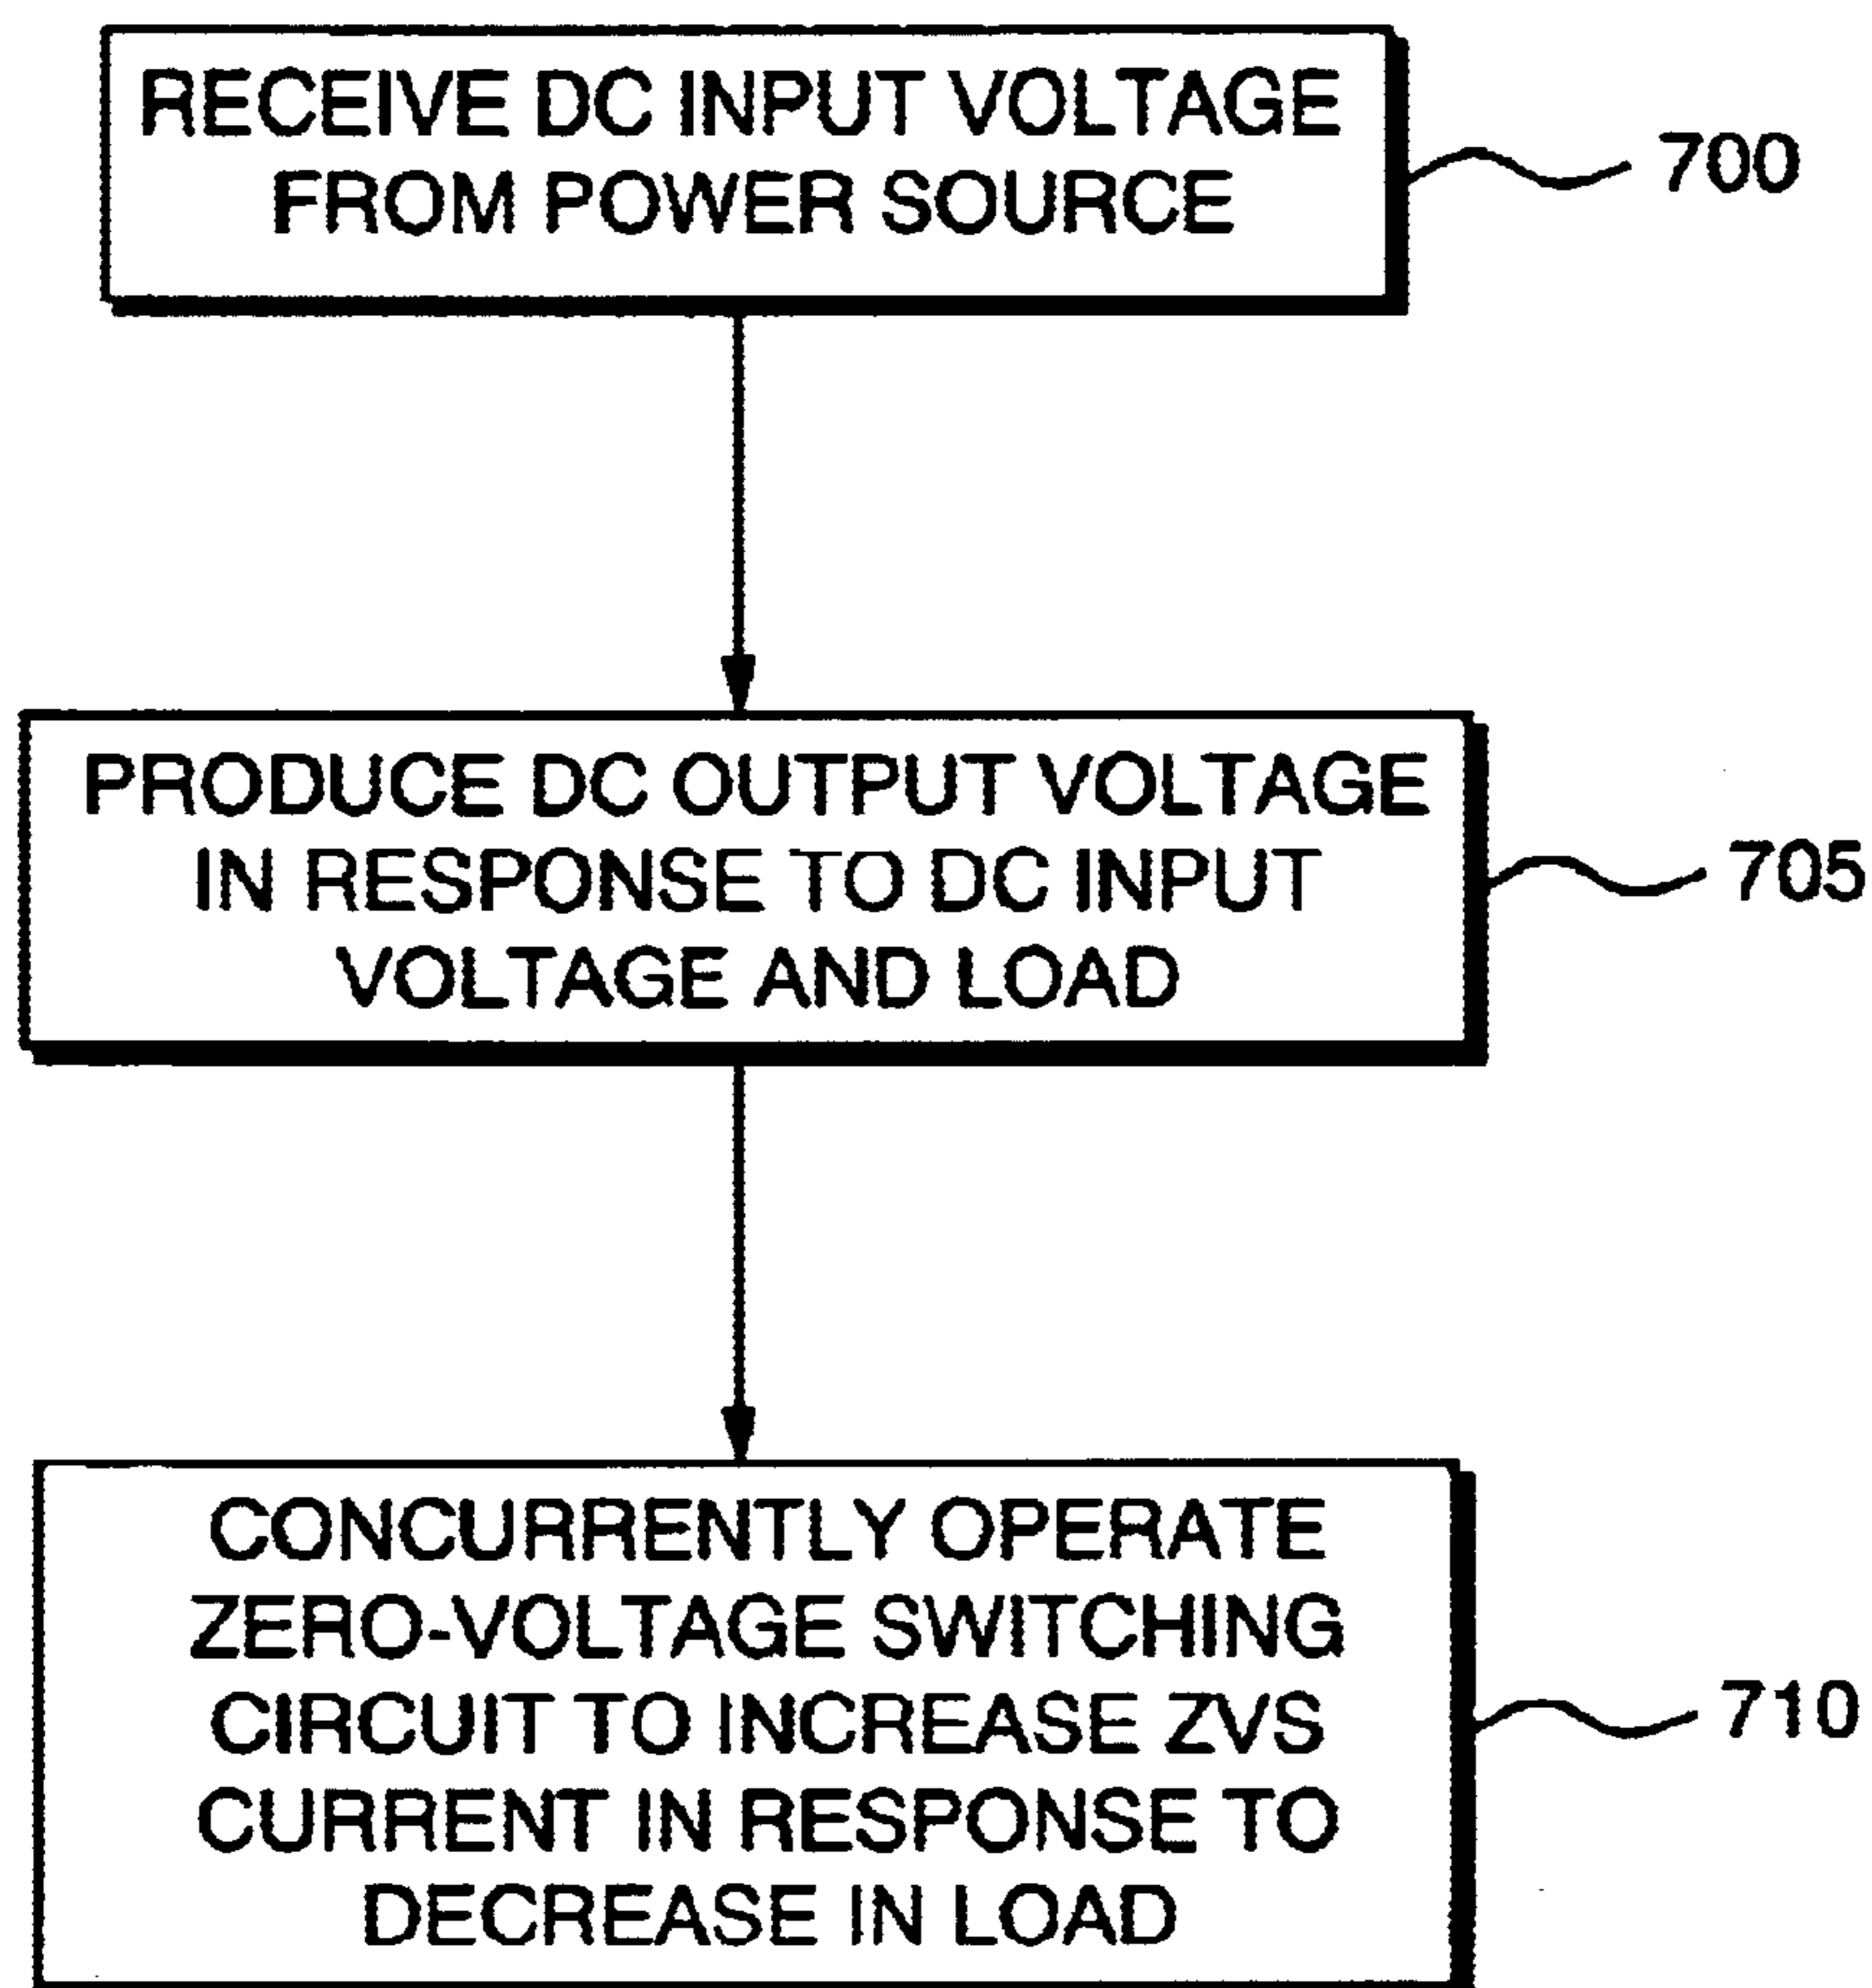 RECEIVE DC INPUT VOLTAGE
FROM POWER SOURCE
700
PRODUCE DC OUTPUT VOLTAGE
IN RESPONSE TO DC INPUT
VOLTAGE AND LOAD
705
CONCURRENTLY OPERATE
ZERO-VOLTAGE SWITCHING
CIRCUIT TO INCREASE ZVS
CURRENT IN RESPONSE TO
DECREASE IN LOAD
710